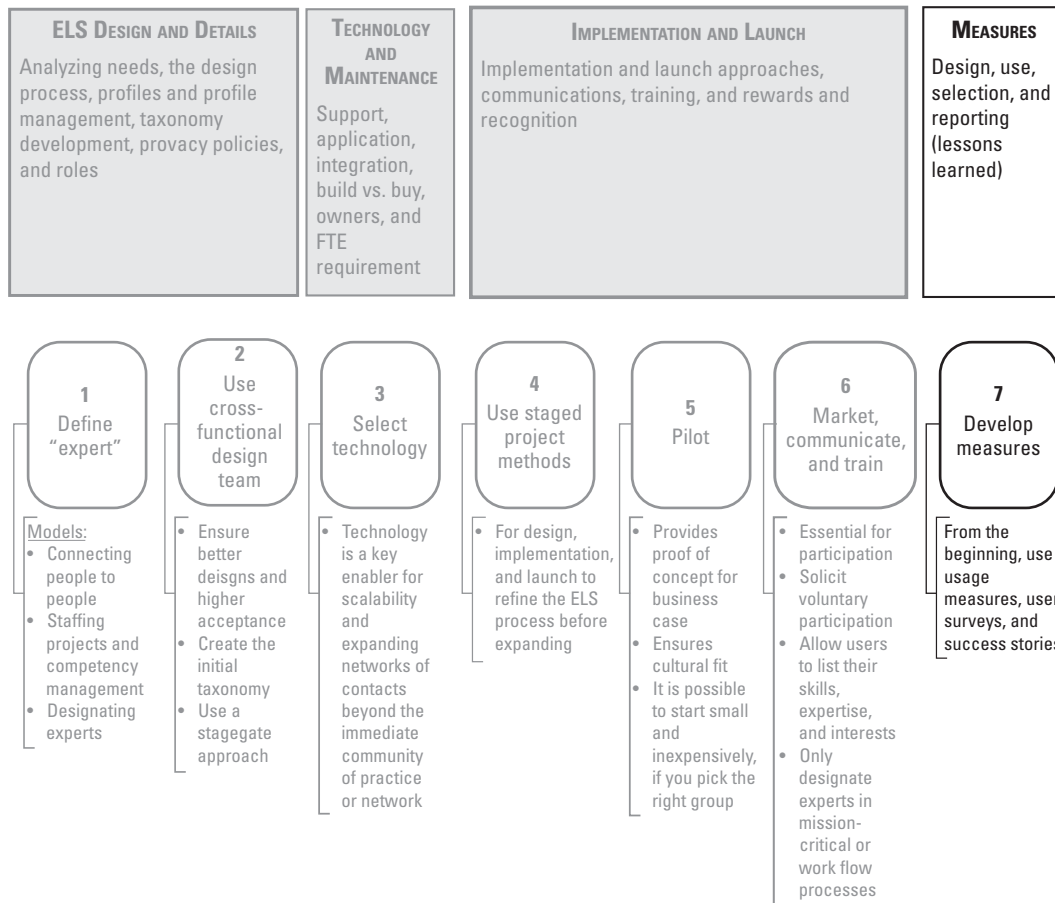 ELS DESIGN AND DETAILS
Analyzing needs, the design
process, profiles and profile
management, taxonomy
development, provacy policies,
and roles
TECHNOLOGY
AND
MAINTENANCE
Support,
application,
integration,
build vs. buy,
owners, and
FTE
requirement
IMPLEMENTATION AND LAUNCH
Implementation and launch approaches,
communications, training, and rewards and
recognition
MEASURES
Design, use,
selection, and
reporting
(lessons
learned)
1
Define
“expert”
2
Use
cross-
functional
design
team
3
Select
technology
4
Use staged
project
methods
5
Pilot
6
Market,
communicate,
and train
7
Develop
measures
Models:
• Connecting
people to
people
• Staffing
projects and
competency
management
• Designating
experts
• Ensure
better
deisgns and
higher
acceptance
• Create the
initial
taxonomy
• Use a
stagegate
approach
• Technology
is a key
enabler for
scalability
and
expanding
networks of
contacts
beyond the
immediate
community
of practice
or network
• For design,
implementation,
and launch to
refine the ELS
process before
expanding
• Provides
proof of
concept for
business
case
• Ensures
cultural fit
• It is possible
to start small
and
inexpensively,
if you pick the
right group
• Essential for
participation
• Solicit
voluntary
participation
• Allow users
to list their
skills,
expertise,
and interests
• Only
designate
experts in
mission-
critical or
work flow
processes
From the
beginning, use
usage
measures, user
surveys, and
success stories